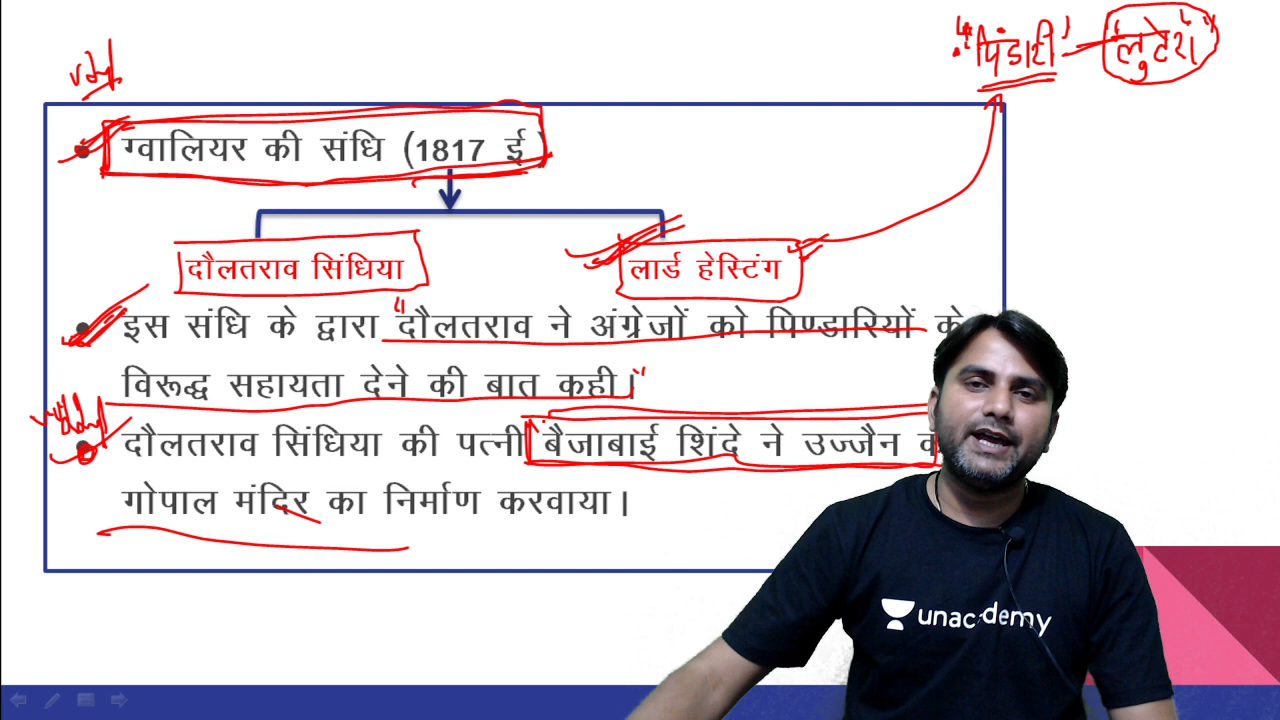 "पिंडारी" - "लुटेरा"
ग्वालियर की संधि (1817 ई)
दौलतराव सिंधिया
लार्ड हेस्टिंग
इस संधि के द्वारा दौलतराव ने अंग्रेजों को पिण्डारियों के
विरूद्ध सहायता देने की बात कही।
दौलतराव सिंधिया की पत्नी बैजाबाई शिंदे ने उज्जैन
गोपाल मंदिर का निर्माण करवाया।
unacademy